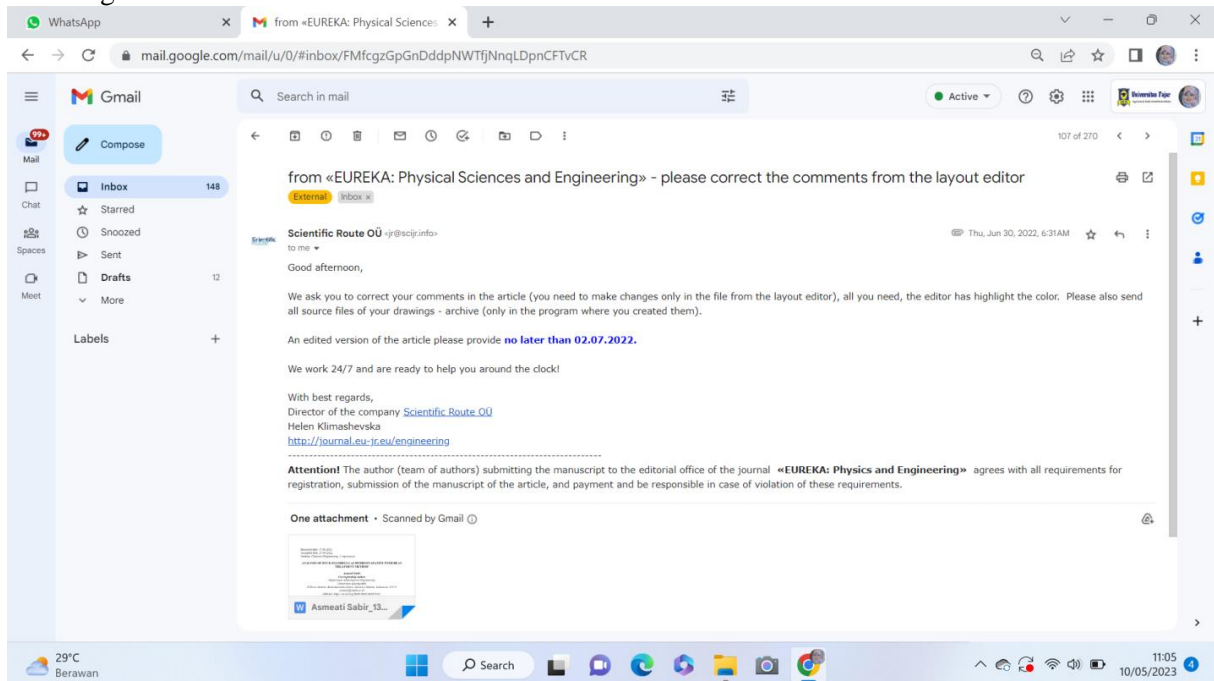 WhatsApp
from «EUREKA: Physical Sciences
mail.google.com/mail/u/0/#inbox/FMfcgzGpGnDddpNWTfjNnqLDpnCFTvCR
Gmail
Search in mail
Active
Universitas Fajar
99+
Mail
Compose
107 of 270
Inbox 148
from «EUREKA: Physical Sciences and Engineering» - please correct the comments from the layout editor
External Inbox x
Chat
Starred
Snoozed
Scientific Route OÜ <jr@scijr.info>
Thu, Jun 30, 2022, 6:31AM
to me
Spaces
Sent
Good afternoon,
Drafts 12
Meet
More
We ask you to correct your comments in the article (you need to make changes only in the file from the layout editor), all you need, the editor has highlight the color. Please also send
all source files of your drawings - archive (only in the program where you created them).
Labels
An edited version of the article please provide no later than 02.07.2022.
We work 24/7 and are ready to help you around the clock!
With best regards,
Director of the company Scientific Route OÜ
Helen Klimashevska
http://journal.eu-jr.eu/engineering
Attention! The author (team of authors) submitting the manuscript to the editorial office of the journal «EUREKA: Physics and Engineering» agrees with all requirements for
registration, submission of the manuscript of the article, and payment and be responsible in case of violation of these requirements.
One attachment • Scanned by Gmail
W Asmeati Sabir_13...
29°C
Berawan
Search
11:05
10/05/2023
4